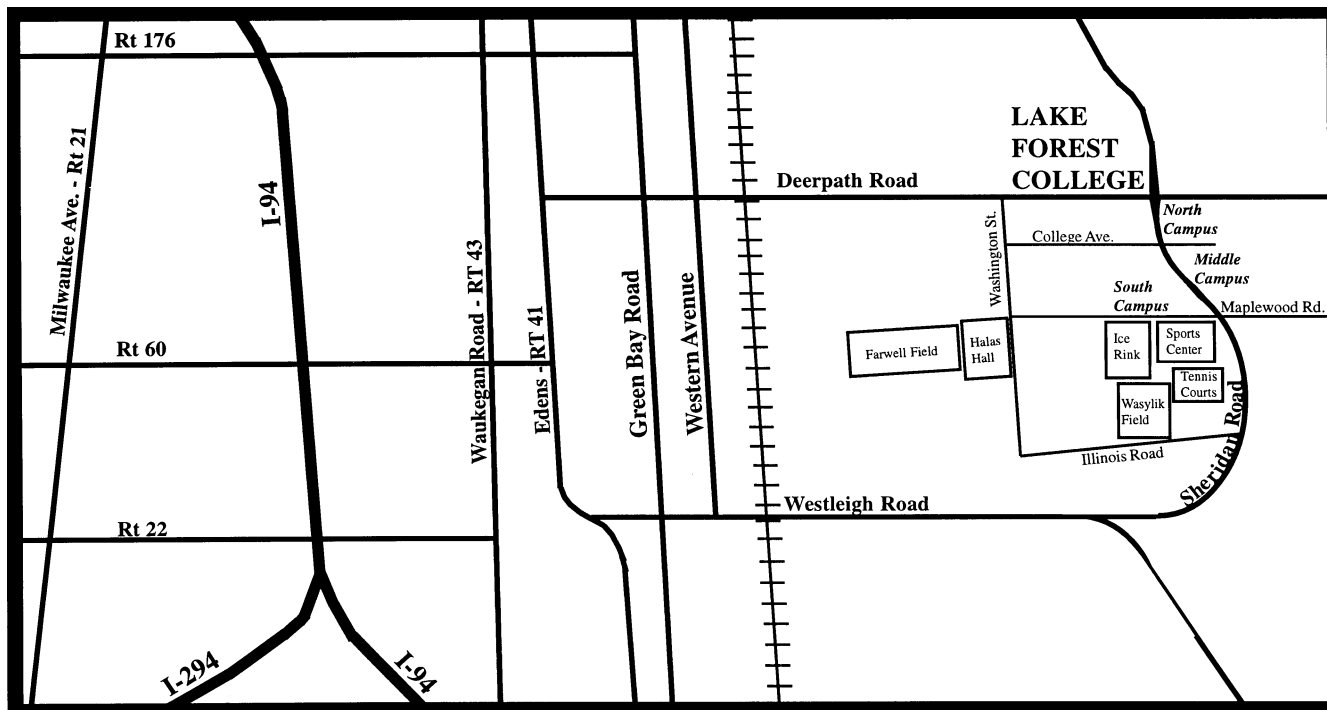 Rt 176
Milwaukee Ave. - Rt 21
I-94
Rt 60
Rt 22
I-294
I-94
Waukegan Road - RT 43
Edens - RT 41
Green Bay Road
Western Avenue
Deerpath Road
LAKE
FOREST
COLLEGE
North
Campus
Washington St.
College Ave.
Middle
Campus
South
Campus
Maplewood Rd.
Farwell Field
Halas
Hall
Ice
Rink
Sports
Center
Tennis
Courts
Wasylik
Field
Illinois Road
Sheridan Road
Westleigh Road